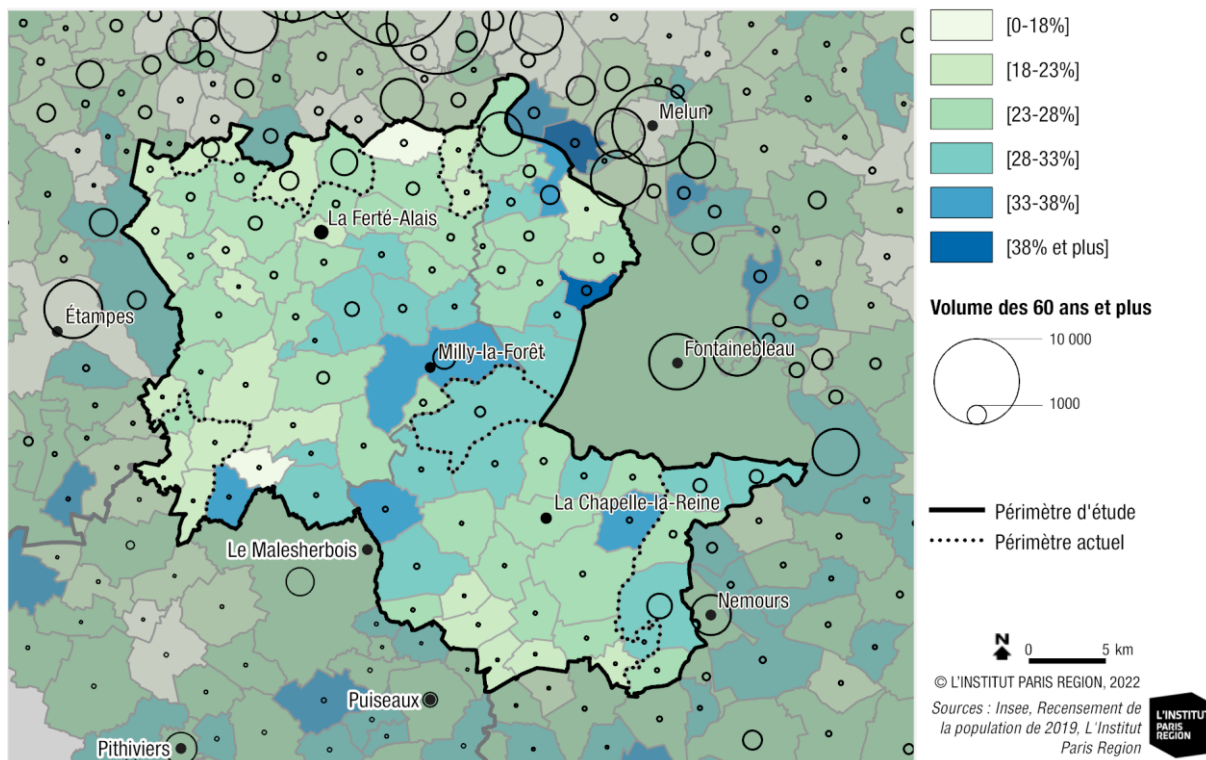 Melun
La Ferté-Alais
Étampes
Milly-la-Forêt
Fontainebleau
La Chapelle-la-Reine
Le Malesherbois
Nemours
Puiseaux
Pithiviers
[0-18%]
[18-23%]
[23-28%]
[28-33%]
[33-38%]
[38% et plus]
Volume des 60 ans et plus
10 000
1000
Périmètre d'étude
Périmètre actuel
N
0 5 km
© L'INSTITUT PARIS REGION, 2022
Sources : Insee, Recensement de
la population de 2019, L'Institut
Paris Region
L'INSTITUT
PARIS
REGION